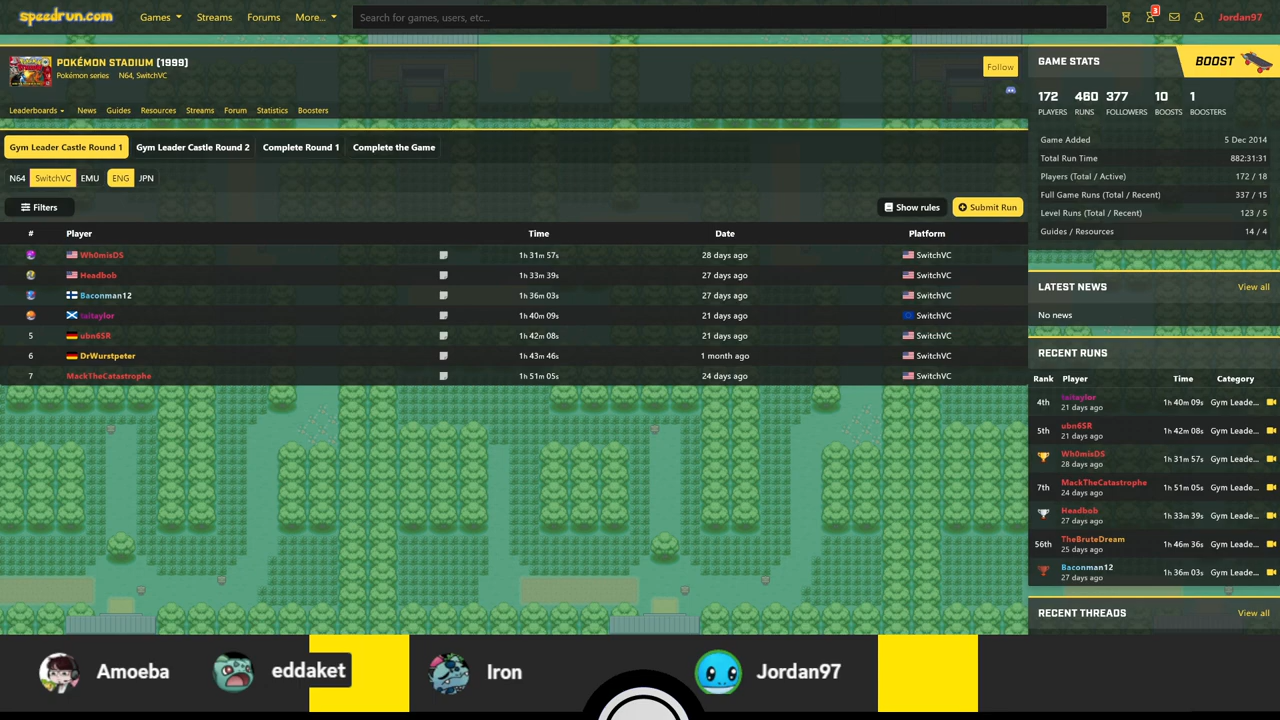 speedrun.com Games Streams Forums More... Search for games, users, etc... 3 Jordan97
POKÉMON STADIUM (1999)
Pokémon series N64, SwitchVC
Follow
Leaderboards News Guides Resources Streams Forum Statistics Boosters
Gym Leader Castle Round 1 Gym Leader Castle Round 2 Complete Round 1 Complete the Game
N64 SwitchVC EMU ENG JPN
Filters Show rules Submit Run
# Player Time Date Platform
Wh0misDS 1h 31m 57s 28 days ago SwitchVC
Headbob 1h 33m 39s 27 days ago SwitchVC
Baconman12 1h 36m 03s 27 days ago SwitchVC
taitaylor 1h 40m 09s 21 days ago SwitchVC
5 ubn6SR 1h 42m 08s 21 days ago SwitchVC
6 DrWurstpeter 1h 43m 46s 1 month ago SwitchVC
7 MackTheCatastrophe 1h 51m 05s 24 days ago SwitchVC
GAME STATS BOOST
172 460 377 10 1
PLAYERS RUNS FOLLOWERS BOOSTS BOOSTERS
Game Added 5 Dec 2014
Total Run Time 882:31:31
Players (Total / Active) 172 / 18
Full Game Runs (Total / Recent) 337 / 15
Level Runs (Total / Recent) 123 / 5
Guides / Resources 14 / 4
LATEST NEWS View all
No news
RECENT RUNS
Rank Player Time Category
4th taitaylor 1h 40m 09s Gym Leade...
21 days ago
5th ubn6SR 1h 42m 08s Gym Leade...
21 days ago
Wh0misDS 1h 31m 57s Gym Leade...
28 days ago
7th MackTheCatastrophe 1h 51m 05s Gym Leade...
24 days ago
Headbob 1h 33m 39s Gym Leade...
27 days ago
56th TheBruteDream 1h 46m 36s Gym Leade...
25 days ago
Baconman12 1h 36m 03s Gym Leade...
27 days ago
RECENT THREADS View all
Amoeba eddaket Iron Jordan97